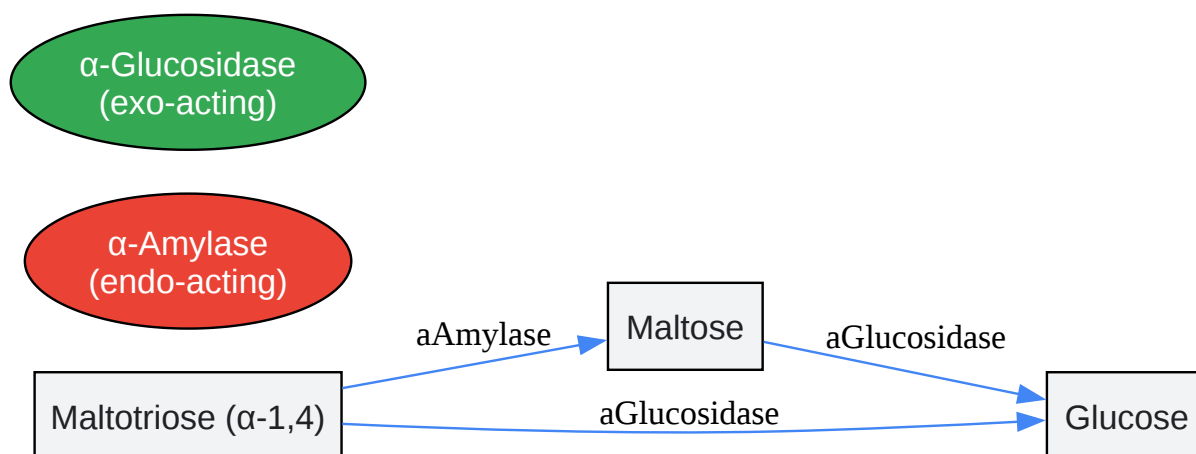 α-Glucosidase
(exo-acting)
α-Amylase
(endo-acting)
aAmylase
Maltose
aGlucosidase
Maltotriose (α-1,4)
aGlucosidase
Glucose